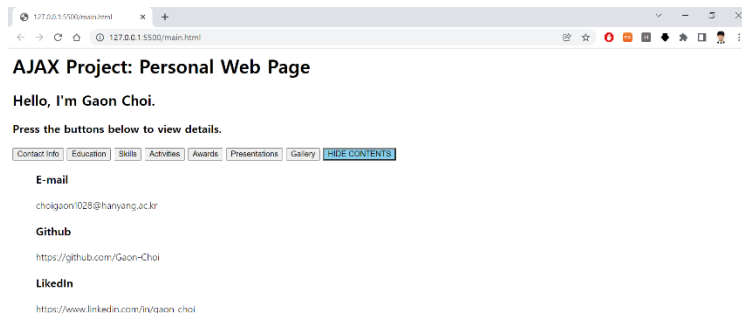 127.0.0.1:5500/main.html
127.0.0.1:5500/main.html
AJAX Project: Personal Web Page
Hello, I'm Gaon Choi.
Press the buttons below to view details.
Contact Info Education Skills Activities Awards Presentations Gallery HIDE CONTENTS
E-mail
choigaon1028@hanyang.ac.kr
Github
https://github.com/Gaon-Choi
LikedIn
https://www.linkedin.com/in/gaon_choi